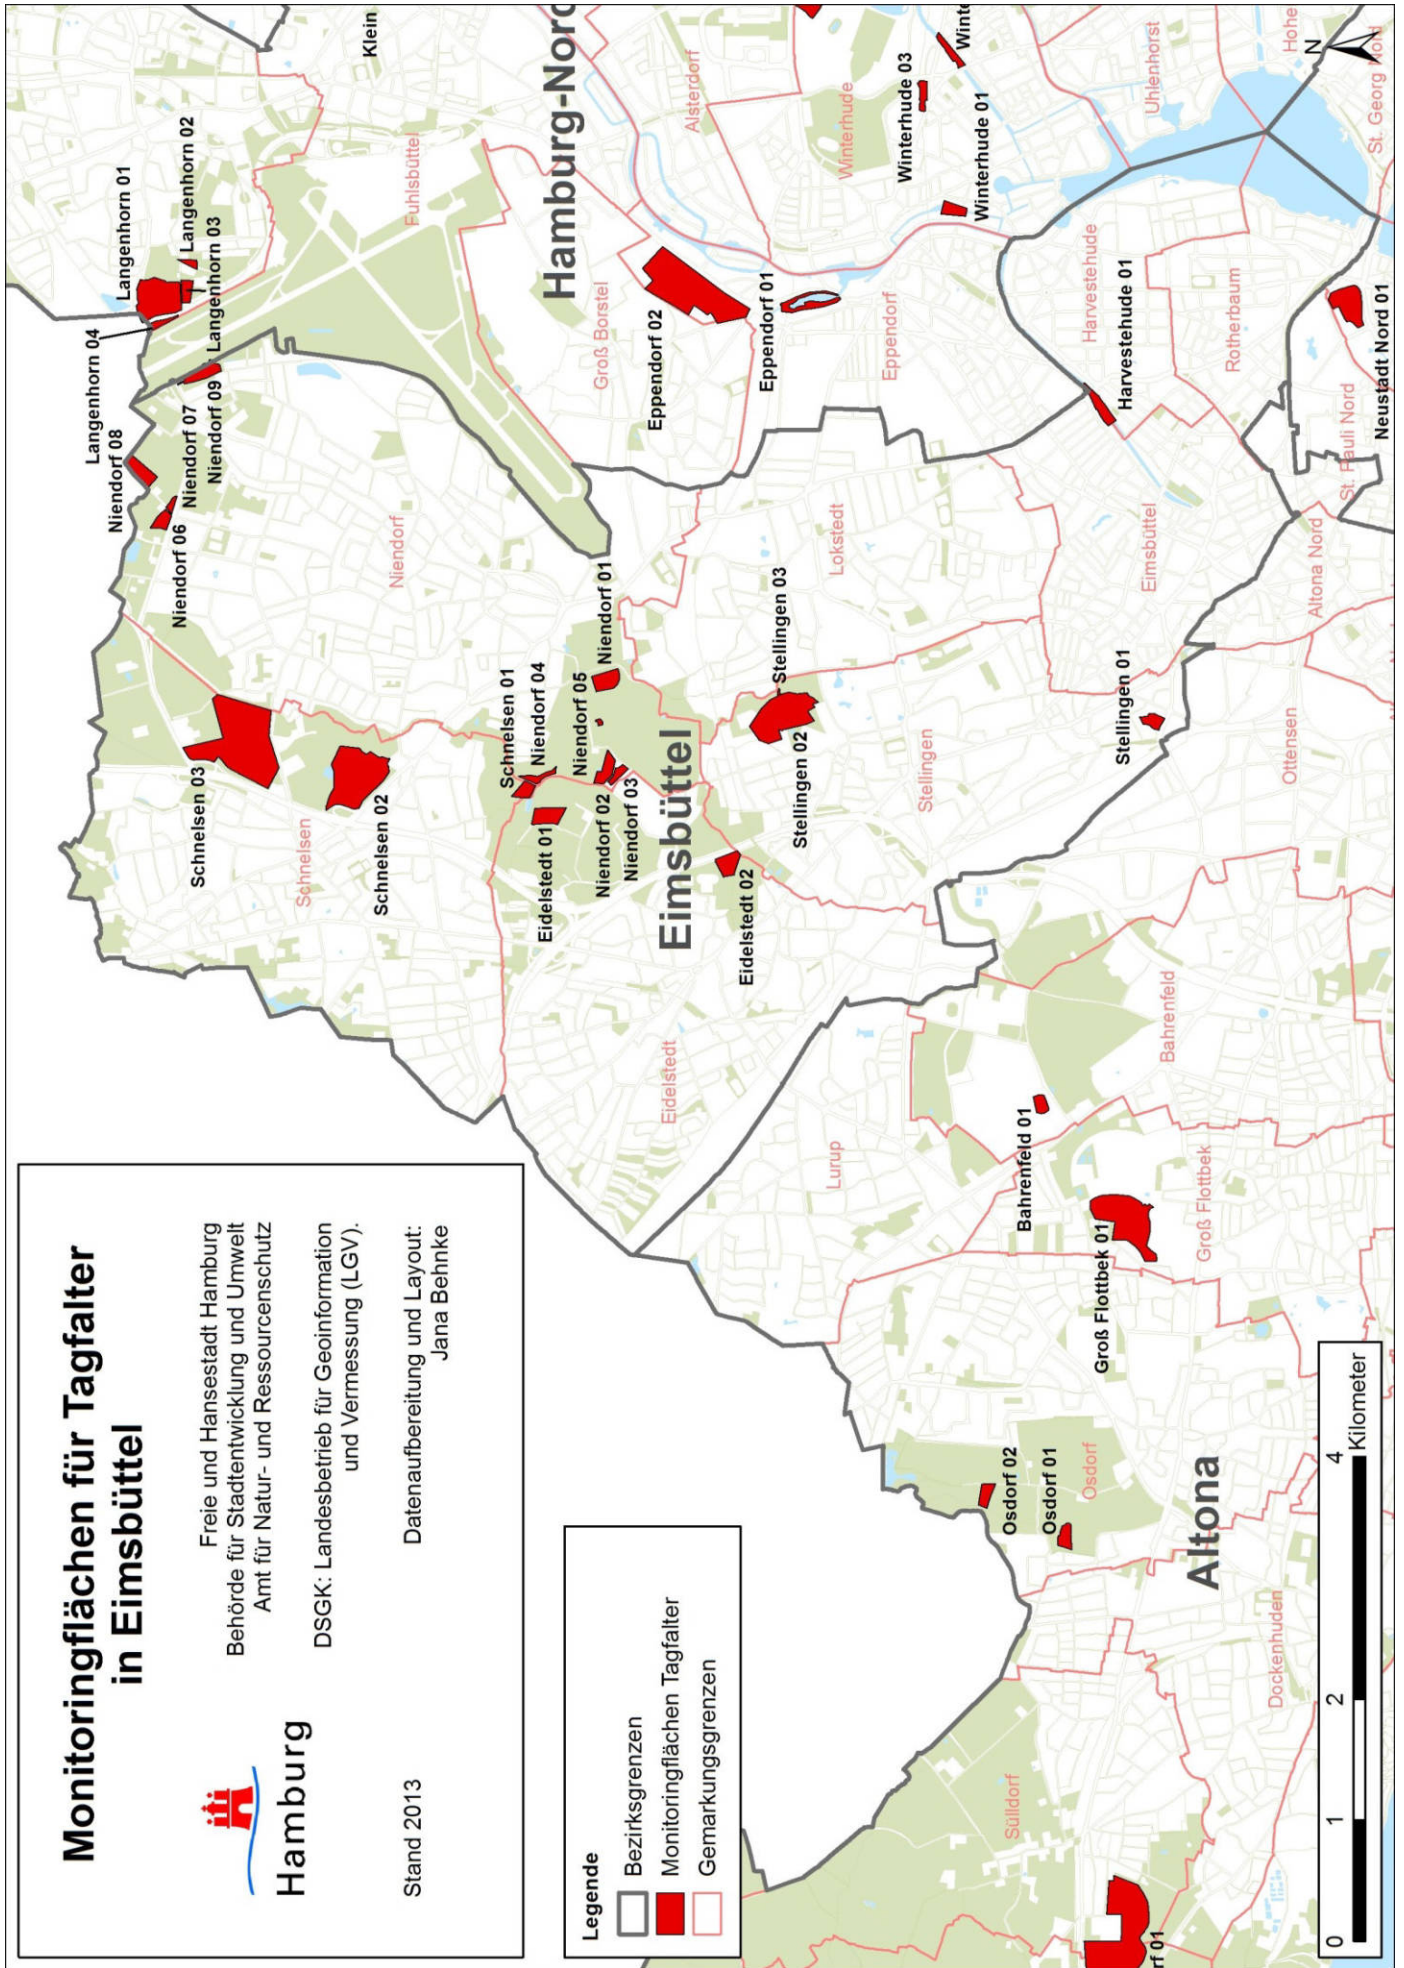 Monitoringflächen für Tagfalter
in Eimsbüttel
Freie und Hansestadt Hamburg
Behörde für Stadtentwicklung und Umwelt
Amt für Natur- und Ressourcenschutz
DSGK: Landesbetrieb für Geoinformation
und Vermessung (LGV).
Datenaufbereitung und Layout:
Jana Behnke
Hamburg
Stand 2013
Legende
Bezirksgrenzen
Monitoringflächen Tagfalter
Gemarkungsgrenzen
0 1 2 4
Kilometer
N
Klein
Langenhorn 01
Langenhorn 02
Langenhorn 03
Langenhorn 04
Niendorf 08
Niendorf 07
Niendorf 09
Niendorf 06
Fuhlsbüttel
Hamburg-Nord
Alsterdorf
Groß Borstel
Winterhude
Winterhude 03
Winte
Winterhude 01
Uhlenhorst
Hohe
St. Georg Nord
Eppendorf 02
Eppendorf 01
Eppendorf
Harvestehude
Harvestehude 01
Rotherbaum
Neustadt Nord 01
St. Pauli Nord
Niendorf
Schnelsen 03
Schnelsen
Schnelsen 02
Schnelsen 01
Niendorf 04
Niendorf 05
Niendorf 01
Niendorf 02
Niendorf 03
Eidelstedt 01
Eimsbüttel
Eidelstedt 02
Eidelstedt
Lokstedt
Stellingen 03
Stellingen 02
Stellingen
Stellingen 01
Eimsbüttel
Altona Nord
Ottensen
Lurup
Bahrenfeld
Bahrenfeld 01
Groß Flottbek 01
Groß Flottbek
Osdorf 02
Osdorf 01
Osdorf
Altona
Dockenhuden
Sülldorf
rf 01